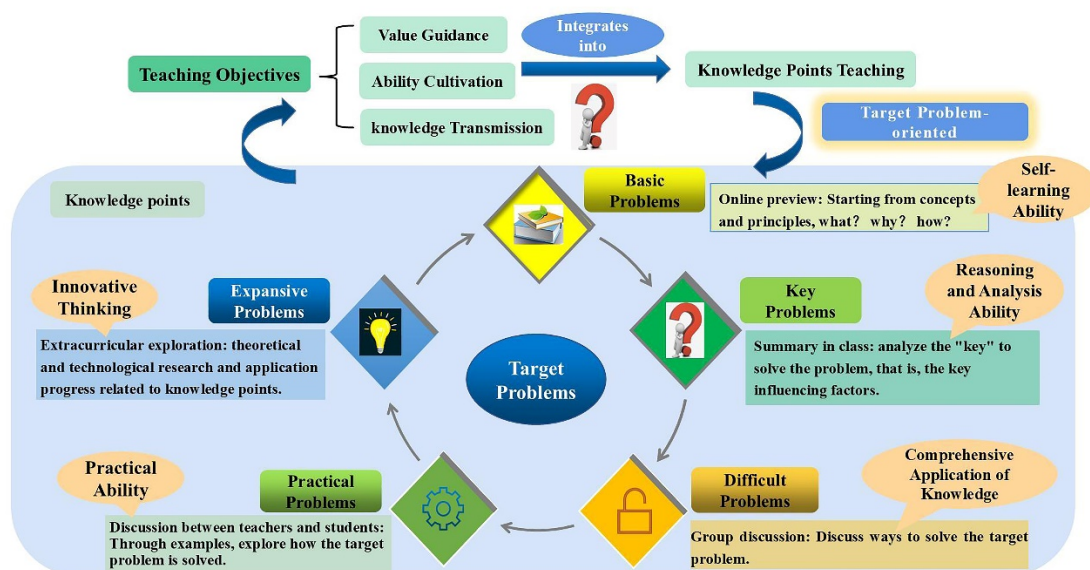 Value Guidance
Integrates
into
Teaching Objectives
Ability Cultivation
Knowledge Points Teaching
knowledge Transmission
Target Problem-
oriented
Knowledge points
Basic
Problems
Self-
learning
Ability
Online preview: Starting from concepts
and principles, what? why? how?
Innovative
Thinking
Expansive
Problems
Key
Problems
Reasoning
and Analysis
Ability
Extracurricular exploration: theoretical
and technological research and application
progress related to knowledge points.
Target
Problems
Summary in class: analyze the "key" to
solve the problem, that is, the key
influencing factors.
Practical
Ability
Practical
Problems
Difficult
Problems
Comprehensive
Application of
Knowledge
Discussion between teachers and students:
Through examples, explore how the target
problem is solved.
Group discussion: Discuss ways to solve the target
problem.